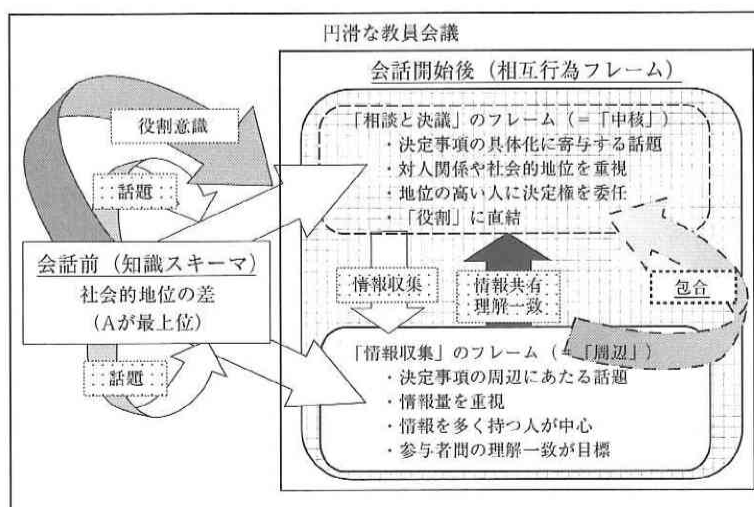 円滑な教員会議
会話開始後（相互行為フレーム）
役割意識
話題
「相談と決議」のフレーム（=「中核」）
・決定事項の具体化に寄与する話題
・対人関係や社会的地位を重視
・地位の高い人に決定権を委任
・「役割」に直結
会話前（知識スキーマ）
社会的地位の差
（Aが最上位）
情報収集
情報共有
理解一致
包含
話題
「情報収集」のフレーム（=「周辺」）
・決定事項の周辺にあたる話題
・情報量を重視
・情報を多く持つ人が中心
・参与者間の理解一致が目標